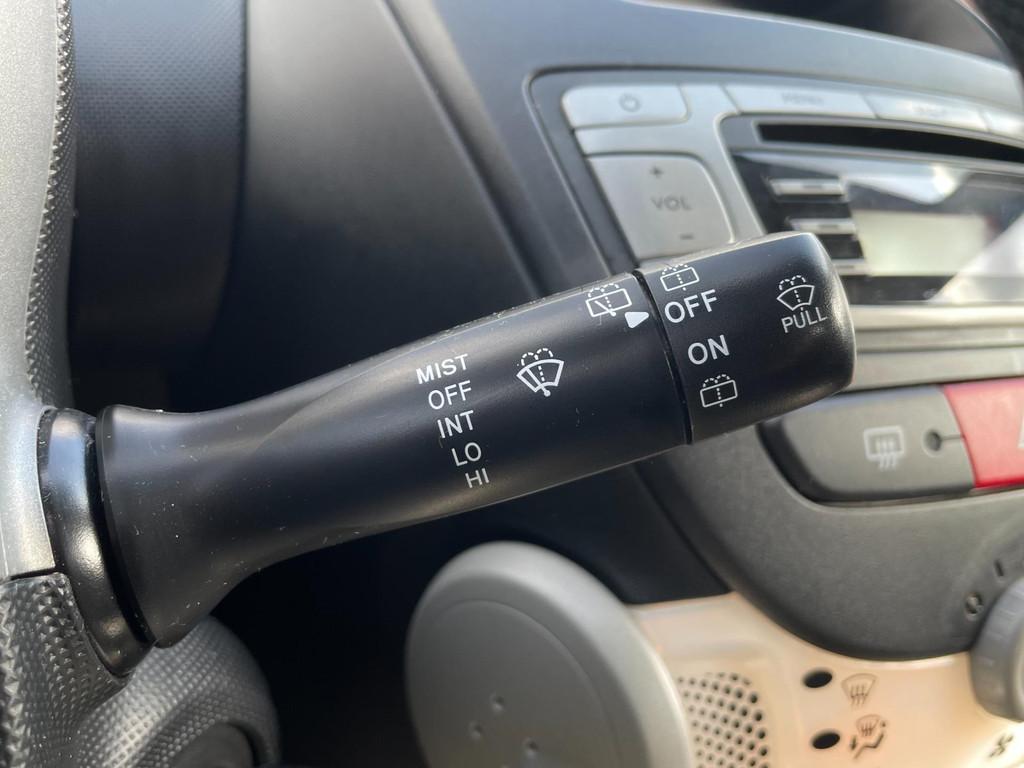 VOL
OFF
ON
PULL
MIST
OFF
INT
LO
HI